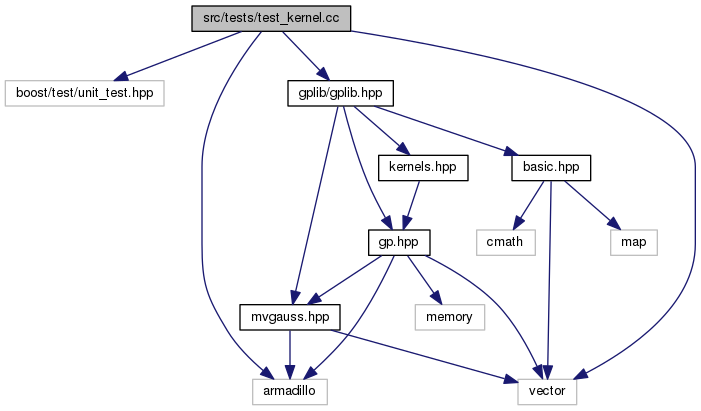 src/tests/test_kernel.cc
boost/test/unit_test.hpp
gplib/gplib.hpp
kernels.hpp
basic.hpp
gp.hpp
cmath
map
mvgauss.hpp
memory
armadillo
vector